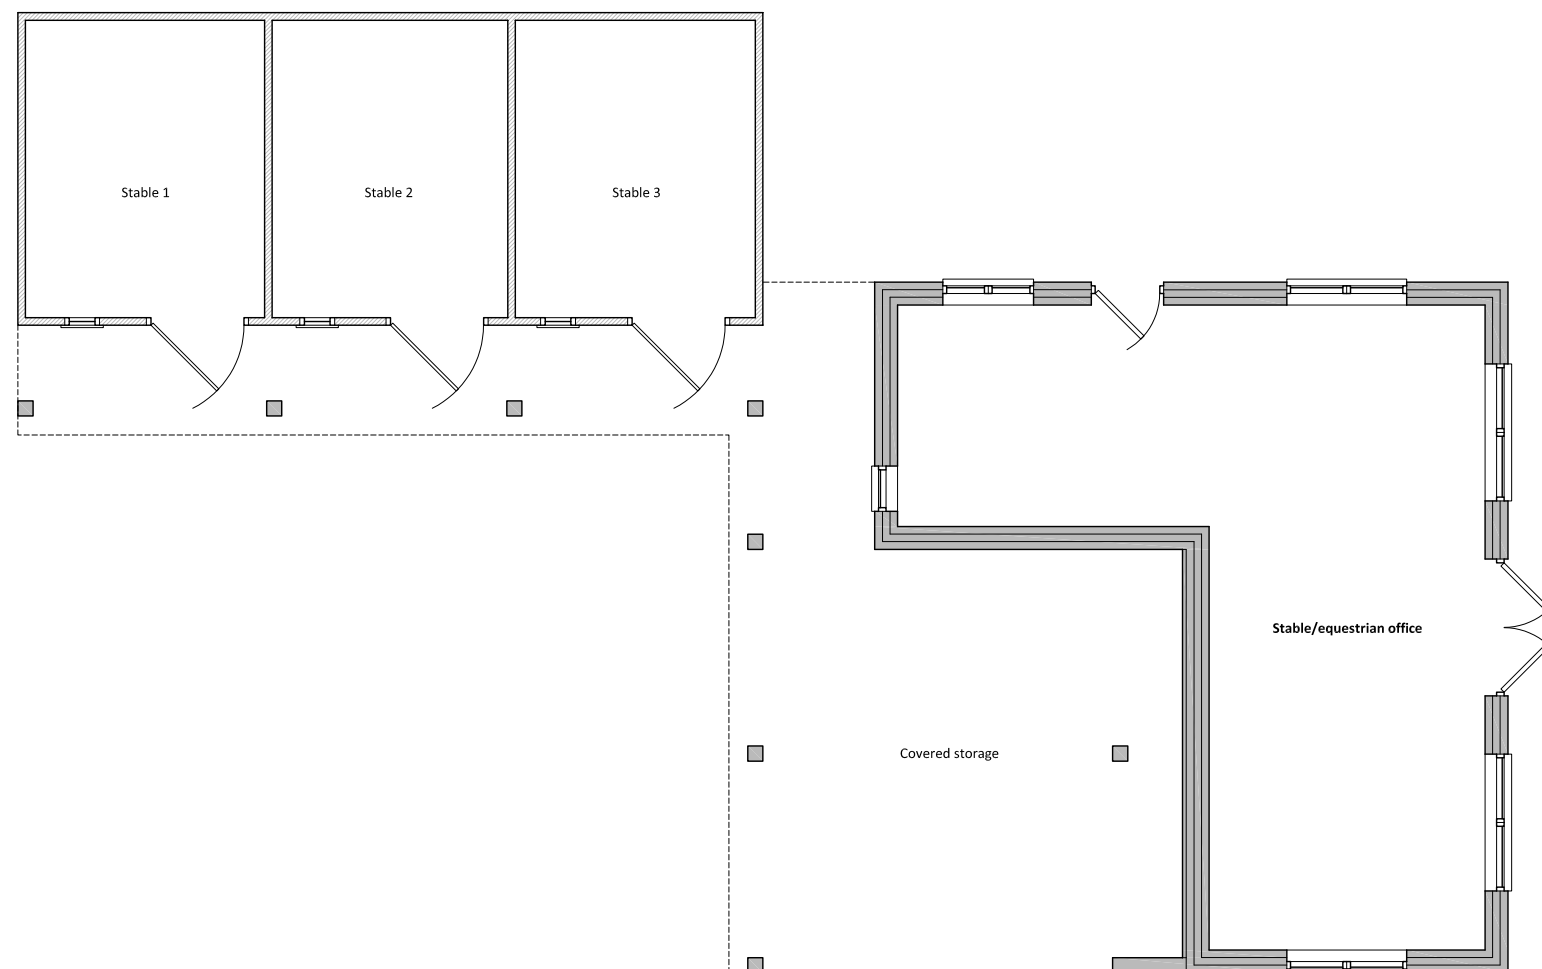 Stable 1
Stable 2
Stable 3
Stable/equestrian office
Covered storage